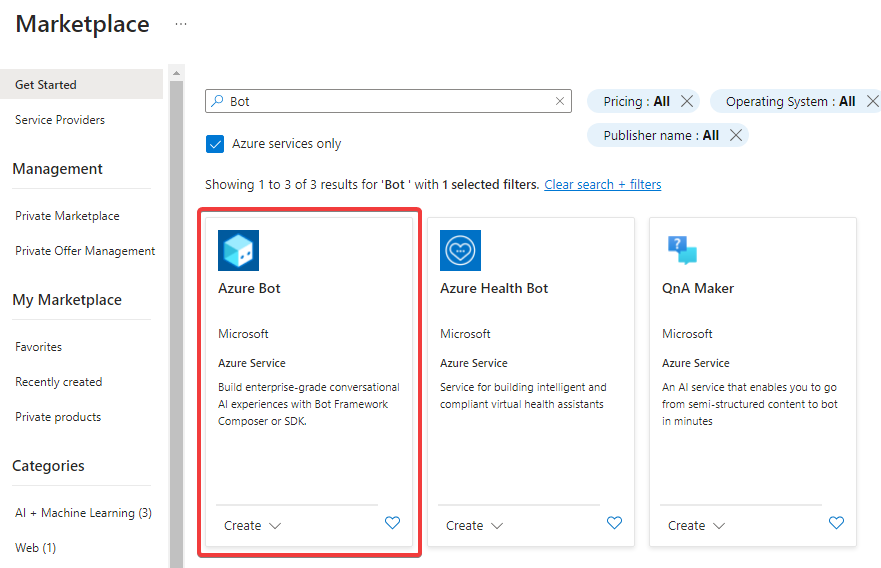 Marketplace ...
Get Started
Service Providers
Management
Private Marketplace
Private Offer Management
My Marketplace
Favorites
Recently created
Private products
Categories
AI + Machine Learning (3)
Web (1)
Bot
Pricing : All
Operating System : All
Publisher name : All
Azure services only
Showing 1 to 3 of 3 results for 'Bot ' with 1 selected filters. Clear search + filters
Azure Bot
Microsoft
Azure Service
Build enterprise-grade conversational
AI experiences with Bot Framework
Composer or SDK.
Create
Azure Health Bot
Microsoft
Azure Service
Service for building intelligent and
compliant virtual health assistants
Create
?
QnA Maker
Microsoft
Azure Service
An AI service that enables you to go
from semi-structured content to bot
in minutes
Create